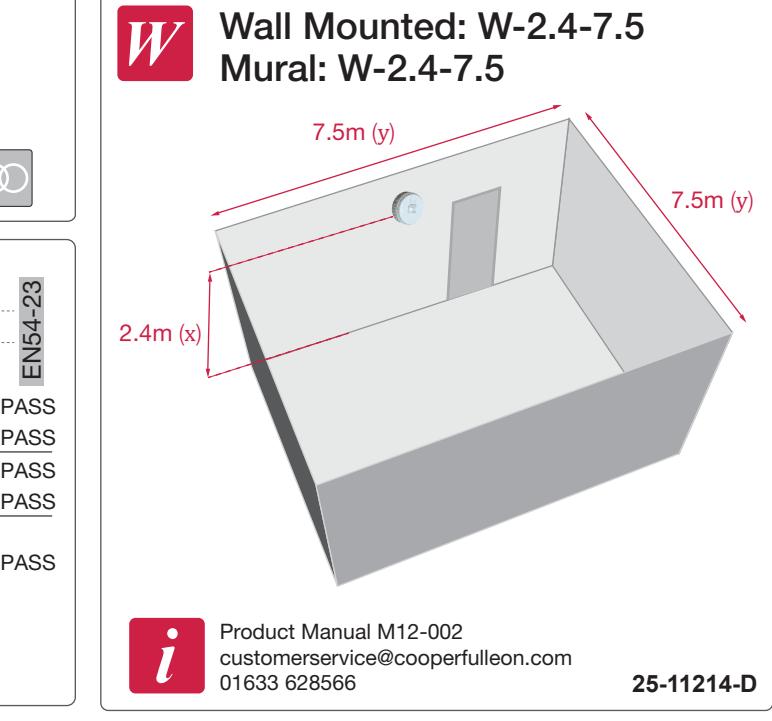 EN54-23
PASS
PASS
PASS
PASS
PASS
W
Wall Mounted: W-2.4-7.5
Mural: W-2.4-7.5
7.5m (y)
7.5m (y)
2.4m (x)
i
Product Manual M12-002
customerservice@cooperfulleon.com
01633 628566
25-11214-D